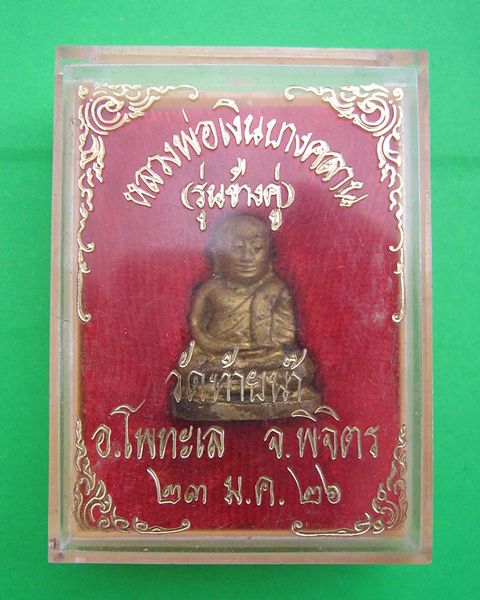 หลวงพ่อเงินบางคลาน
(รุ่นช้างคู่)
วัดท้ายน้ำ
อ.โพทะเล จ.พิจิตร
๒๓ ม.ค. ๒๖